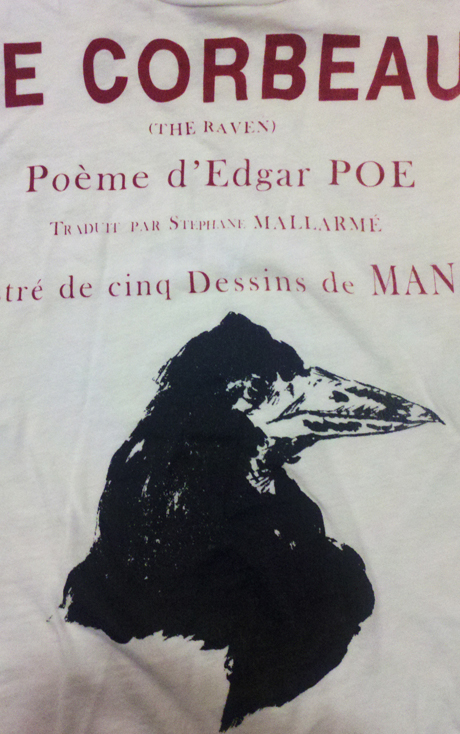 E CORBEAU
(THE RAVEN)
Poème d'Edgar POE
TRADUIT PAR STEPHANE MALLARMÉ
tré de cinq Dessins de MAN